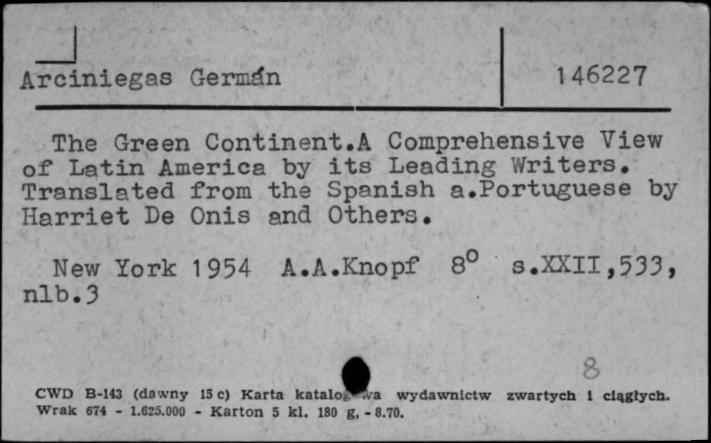 Arciniegas Germán
146227
The Green Continent.A Comprehensive View
of Latin America by its Leading Writers.
Translated from the Spanish a.Portuguese by
Harriet De Onis and Others.
New York 1954 A.A.Knopf 8° s.XXII,533,
nlb.3
8
CWD B-143 (dawny 15 c) Karta wydawnictw zwartych i ciągłych.
Wrak 674 - 1.625.000 - Karton 5 kl. 180 g, - 8.70.